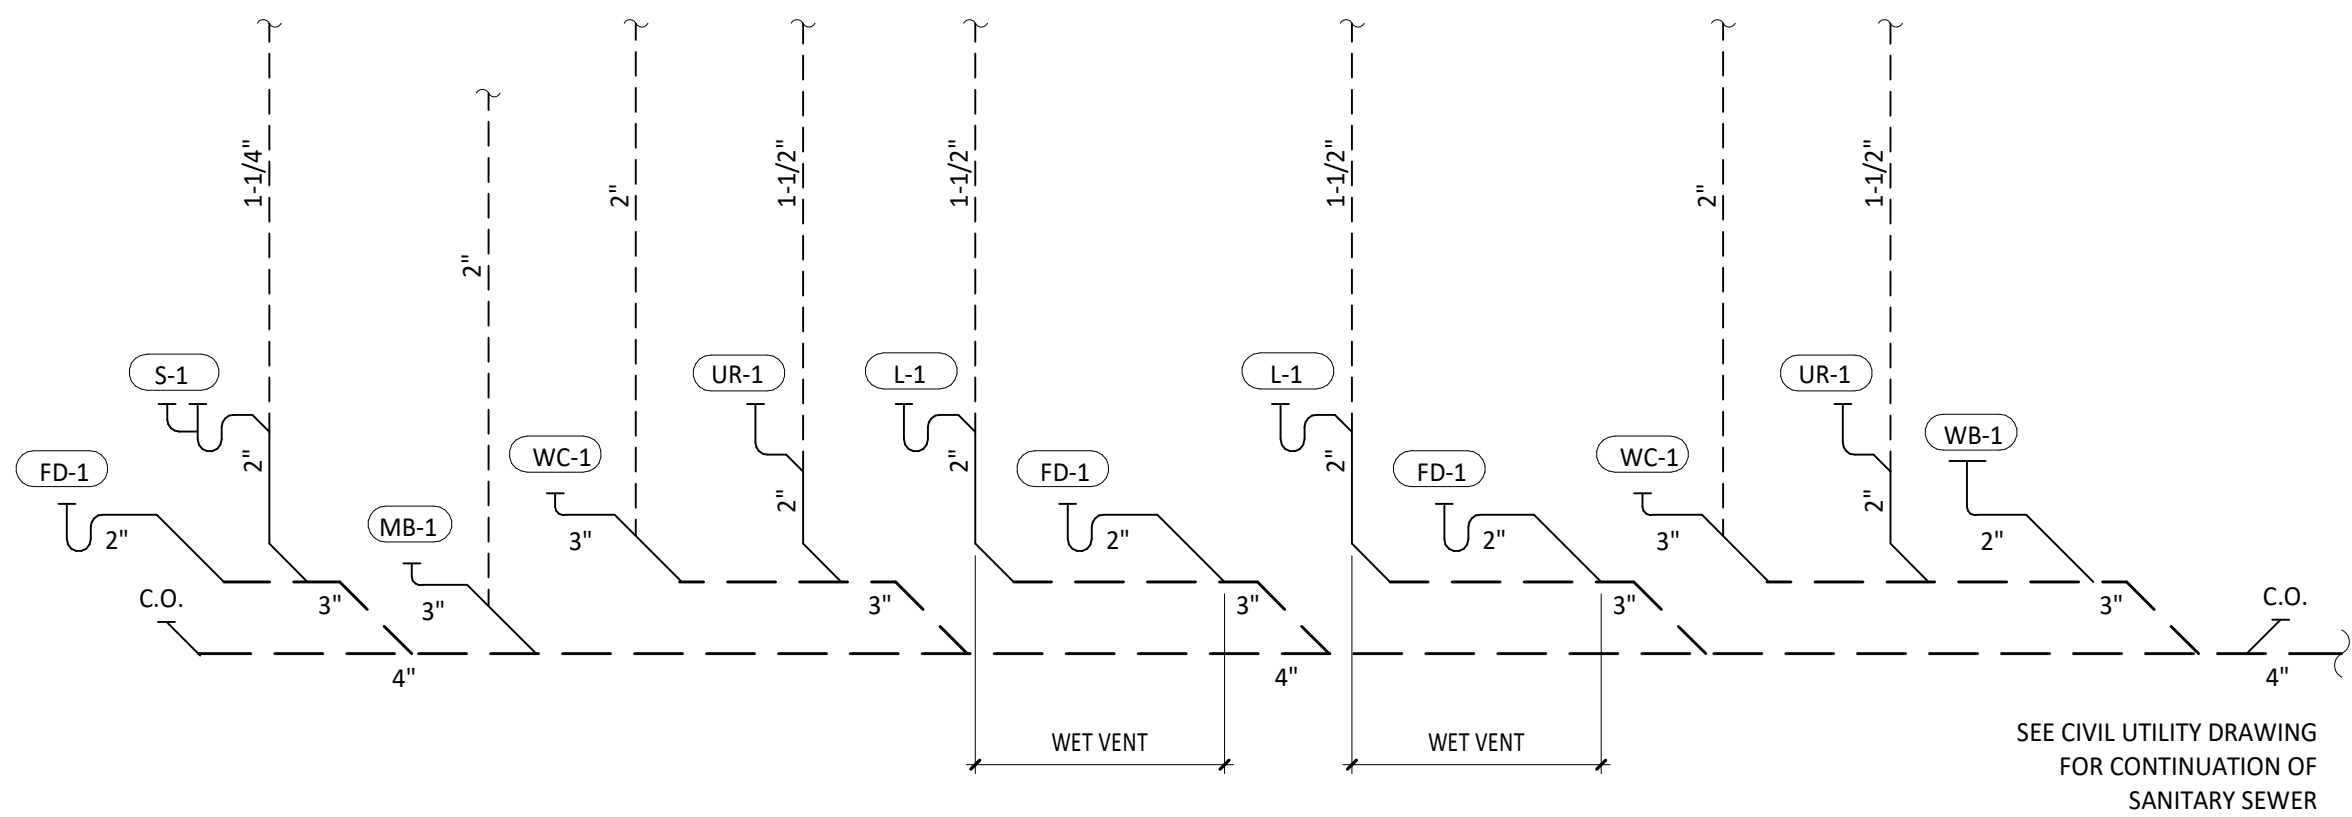 1-1/4"
2"
2"
1-1/2"
1-1/2"
1-1/2"
2"
1-1/2"
S-1
UR-1
L-1
L-1
UR-1
FD-1
2"
WC-1
2"
FD-1
2"
FD-1
WC-1
WB-1
2"
2"
2"
MB-1
3"
2"
2"
3"
2"
C.O.
3"
3"
3"
3"
3"
3"
C.O.
4"
4"
4"
WET VENT
WET VENT
SEE CIVIL UTILITY DRAWING
FOR CONTINUATION OF
SANITARY SEWER